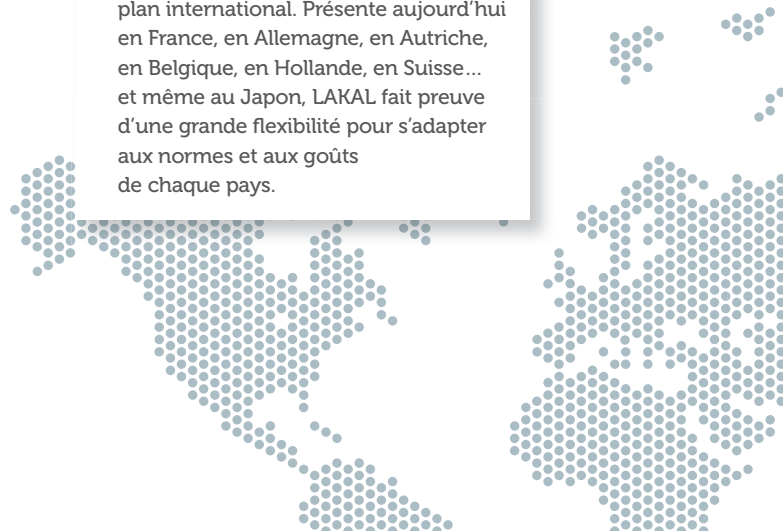 plan international. Présente aujourd’hui
en France, en Allemagne, en Autriche,
en Belgique, en Hollande, en Suisse…
et même au Japon, LAKAL fait preuve
d’une grande flexibilité pour s’adapter
aux normes et aux goûts
de chaque pays.